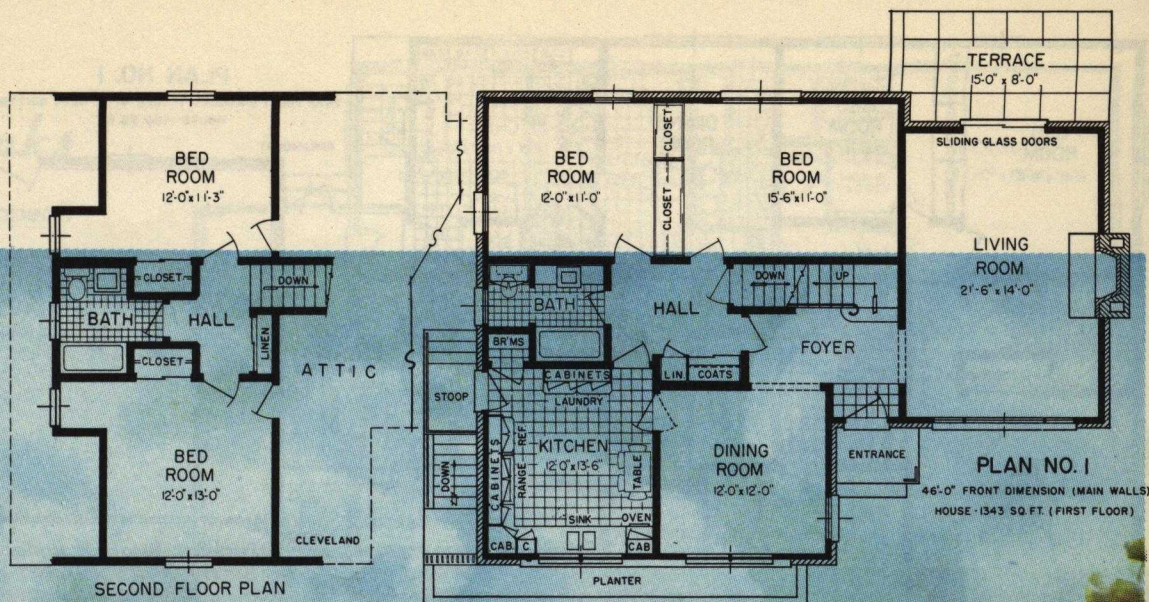 BED
ROOM
12'-0" x 11'-3"
CLOSET
DOWN
BATH
HALL
LINEN
CLOSET
ATTIC
BED
ROOM
12'-0" x 13'-0"
CLEVELAND
SECOND FLOOR PLAN
TERRACE
15'-0" x 8'-0"
SLIDING GLASS DOORS
BED
ROOM
12'-0" x 11'-0"
CLOSET
CLOSET
BED
ROOM
15'-6" x 11'-0"
LIVING
ROOM
21'-6" x 14'-0"
BATH
HALL
DOWN
UP
FOYER
BR'MS
LIN.
COATS
STOOP
DOWN
CABINETS
LAUNDRY
KITCHEN
12'-0" x 13'-6"
CABINETS
RANGE
REF.
TABLE
SINK
OVEN
CAB.
C.
CAB
DINING
ROOM
12'-0" x 12'-0"
ENTRANCE
PLANTER
PLAN NO. 1
46'-0" FRONT DIMENSION (MAIN WALLS)
HOUSE - 1343 SQ. FT. (FIRST FLOOR)